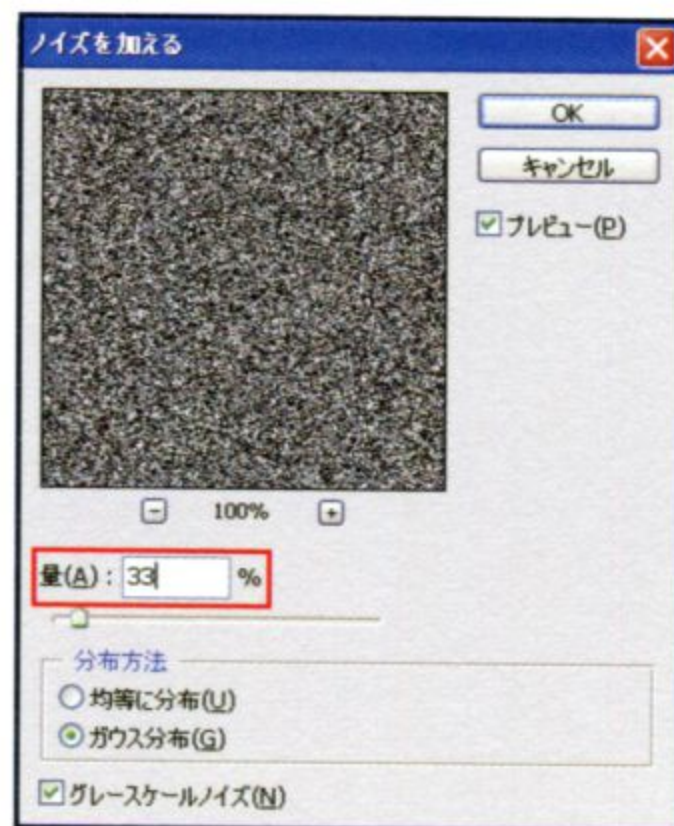 ノイズを加える
OK
キャンセル
プレビュー(P)
100%
量(A) : 33 %
分布方法
均等に分布(U)
ガウス分布(G)
グレースケールノイズ(N)